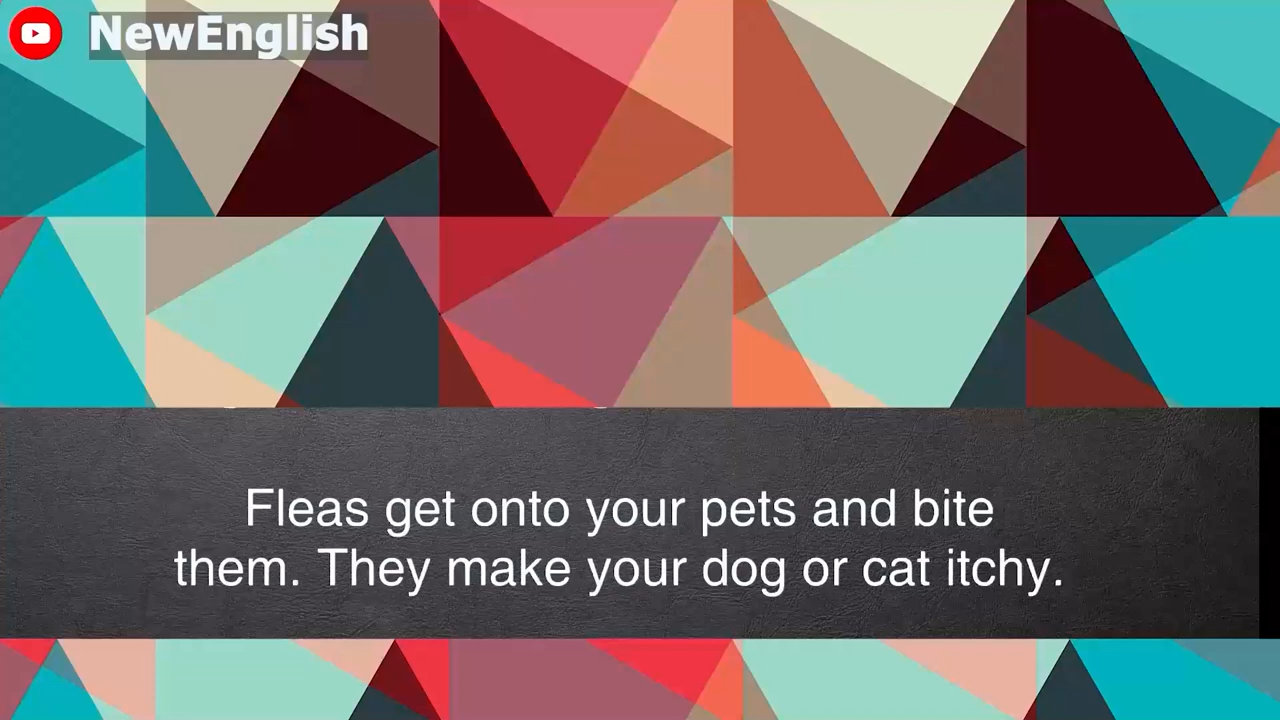 NewEnglish
Fleas get onto your pets and bite
them. They make your dog or cat itchy.